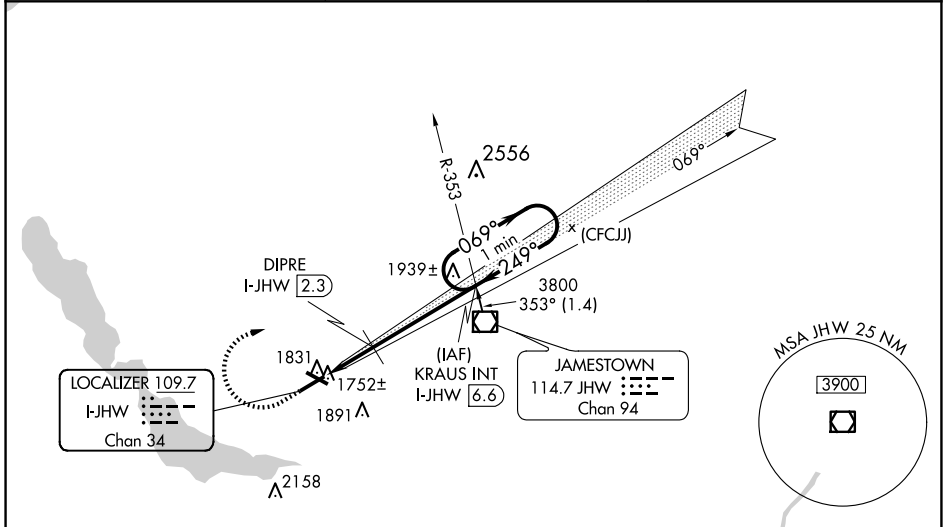 R-353
2556
069°
069°
1 min
249°
(CFCJJ)
1939±
DIPRE
I-JHW 2.3
3800
353° (1.4)
(IAF)
KRAUS INT
I-JHW 6.6
JAMESTOWN
114.7 JHW
Chan 94
MSA JHW 25 NM
3900
1831
1752±
1891
LOCALIZER 109.7
I-JHW
Chan 34
2158